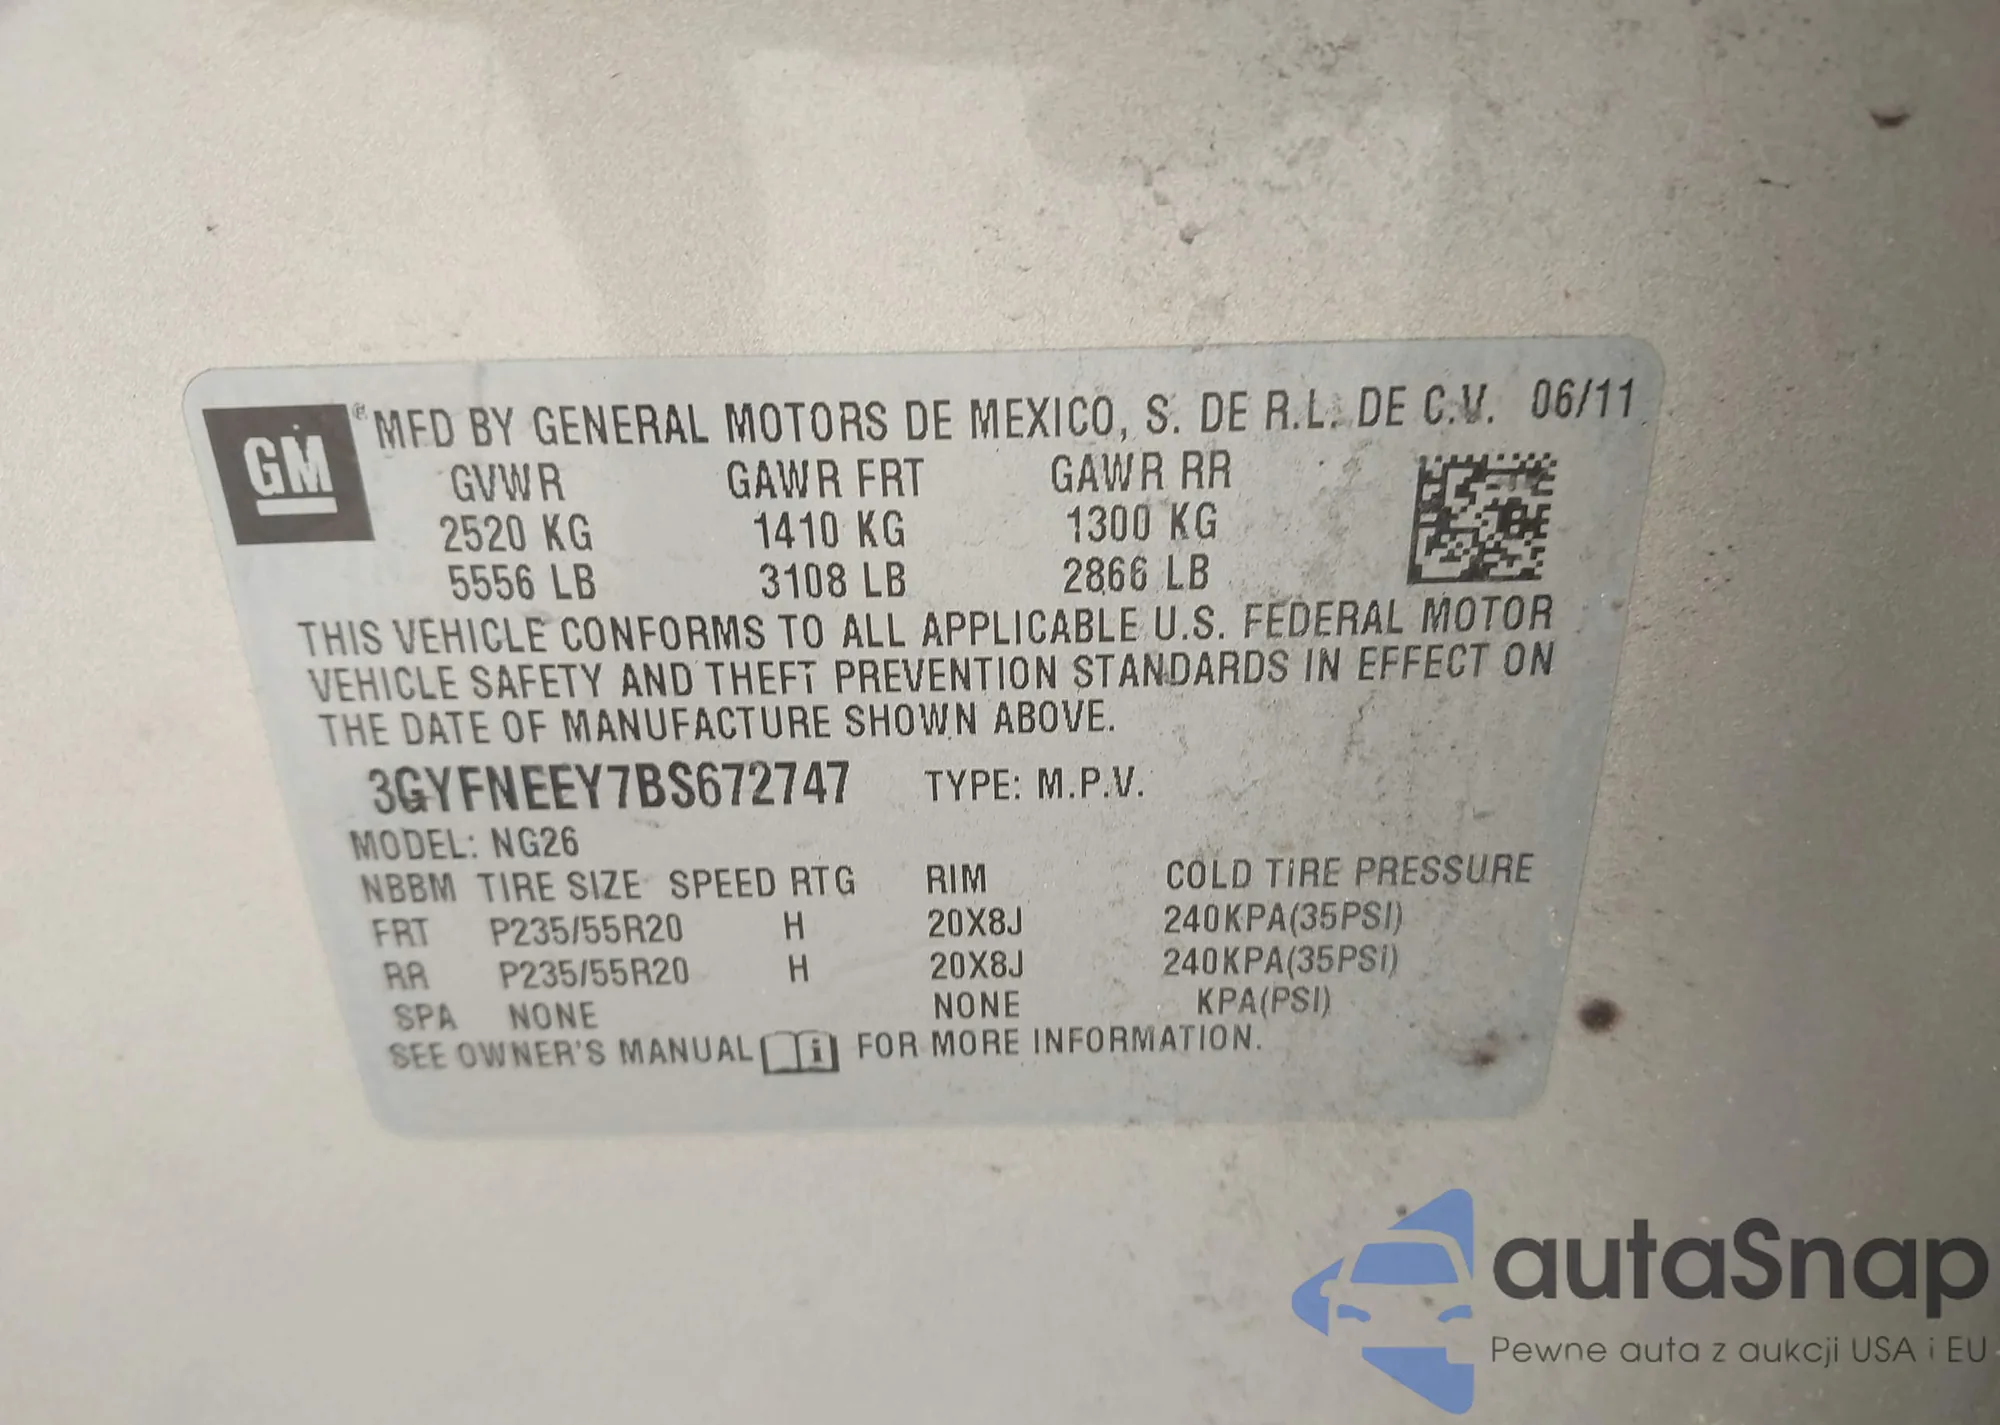 GM
® MFD BY GENERAL MOTORS DE MEXICO, S. DE R.L. DE C.V. 06/11
GVWR GAWR FRT GAWR RR
2520 KG 1410 KG 1300 KG
5556 LB 3108 LB 2866 LB
THIS VEHICLE CONFORMS TO ALL APPLICABLE U.S. FEDERAL MOTOR
VEHICLE SAFETY AND THEFT PREVENTION STANDARDS IN EFFECT ON
THE DATE OF MANUFACTURE SHOWN ABOVE.
3GYFNEEY7BS672747 TYPE: M.P.V.
MODEL: NG26
NBBM TIRE SIZE SPEED RTG RIM COLD TIRE PRESSURE
FRT P235/55R20 H 20X8J 240KPA(35PSI)
RR P235/55R20 H 20X8J 240KPA(35PSI)
SPA NONE NONE KPA(PSI)
SEE OWNER'S MANUAL i FOR MORE INFORMATION.
autaSnap
Pewne auta z aukcji USA i EU